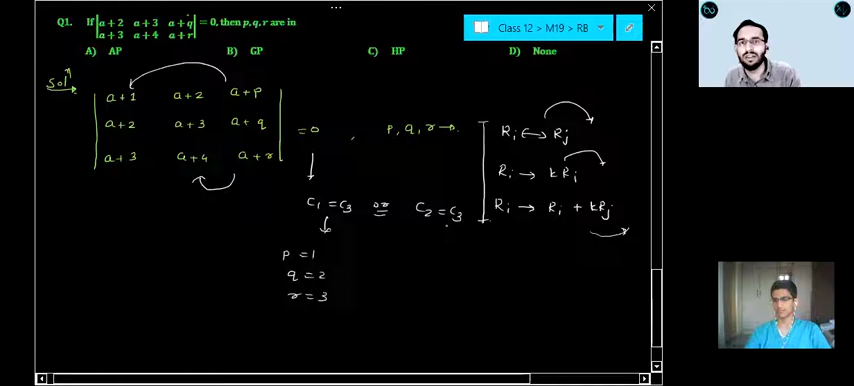 Q1. If |a+2 a+3 a+q| = 0, then p, q, r are in
|a+3 a+4 a+r|
A) AP B) GP C) HP D) None
Class 12 > M19 > RB
Solⁿ
a+1 a+2 a+p
a+2 a+3 a+q
a+3 a+4 a+r
= 0 , p, q, r →
Ri ↔ Rj
Ri → kRi
Ri → Ri + kRj
C1 = C3 or C2 = C3
p = 1
q = 2
r = 3